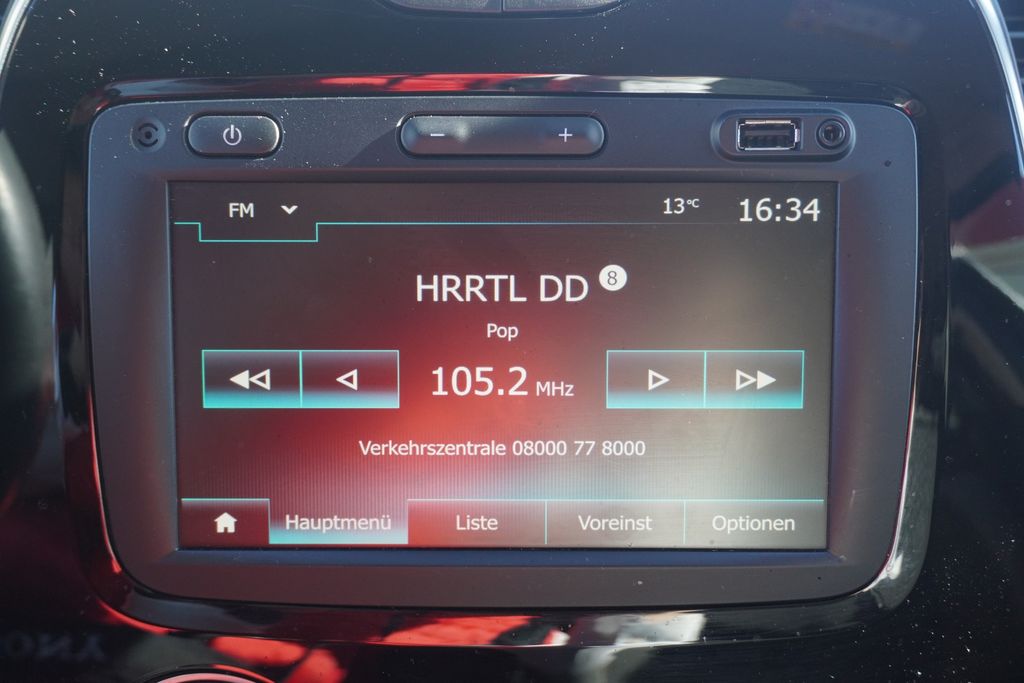 FM 13°C 16:34
HRRTL DD 8
Pop
105.2 MHz
Verkehrszentrale 08000 77 8000
Hauptmenü Liste Voreinst Optionen